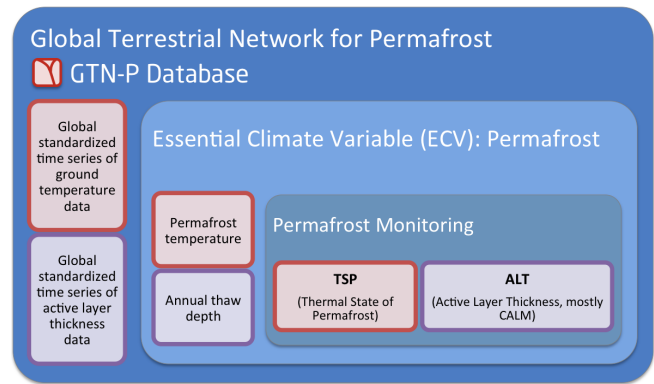 Global Terrestrial Network for Permafrost
GTN-P Database
Global
standardized
time series of
ground
temperature
data
Global
standardized
time series of
active layer
thickness
data
Essential Climate Variable (ECV): Permafrost
Permafrost
temperature
Annual thaw
depth
Permafrost Monitoring
TSP
(Thermal State of
Permafrost)
ALT
(Active Layer Thickness, mostly
CALM)